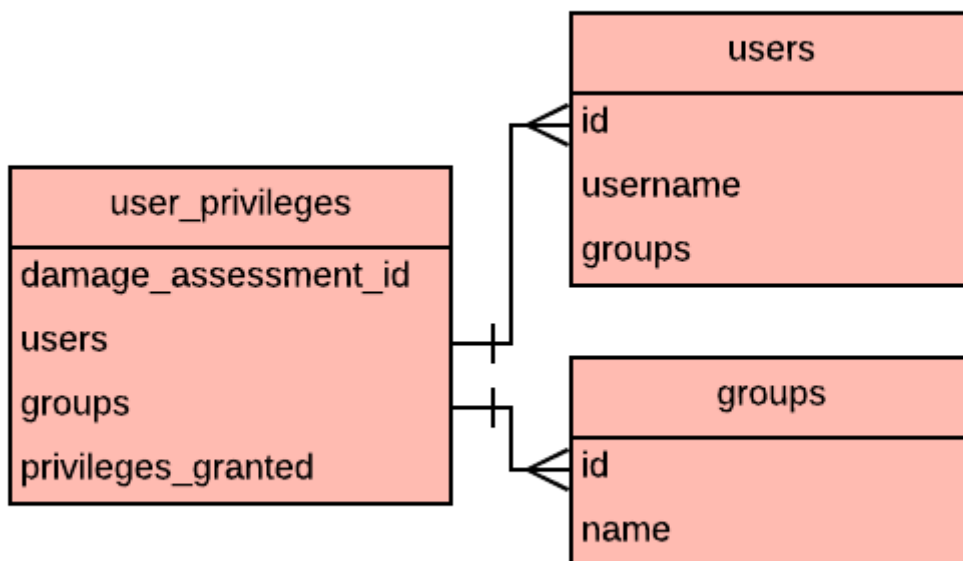 users
id
username
groups
user_privileges
damage_assessment_id
users
groups
privileges_granted
groups
id
name